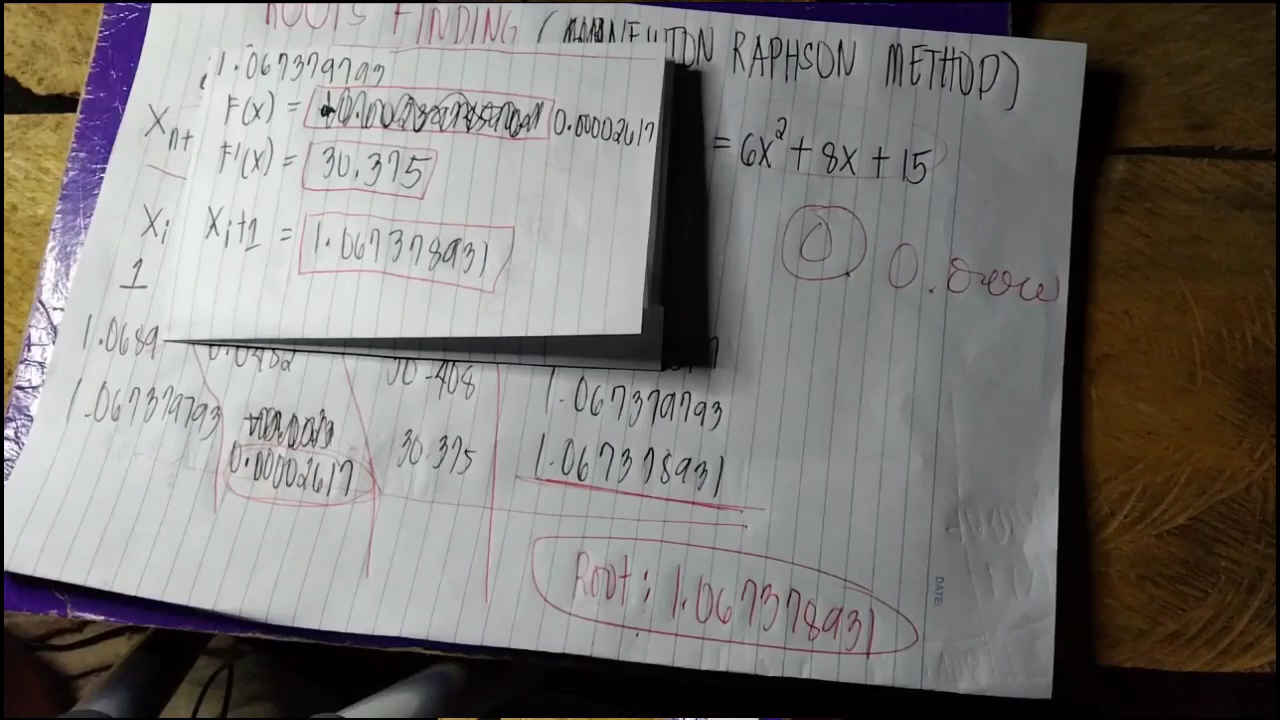 ROOTS FINDING (NEWTON RAPHSON METHOD)
1.067379793
F(x) = 0.00002617
F'(x) = 30.375
Xi+1 = 1.067378931
Xn+
= 6x² + 8x + 15
Xi
1
0
1.0689 0.0462 30.408
1.067379793 1.067379793
0.00002617 30.375 1.067378931
Root: 1.067378931
DATE: